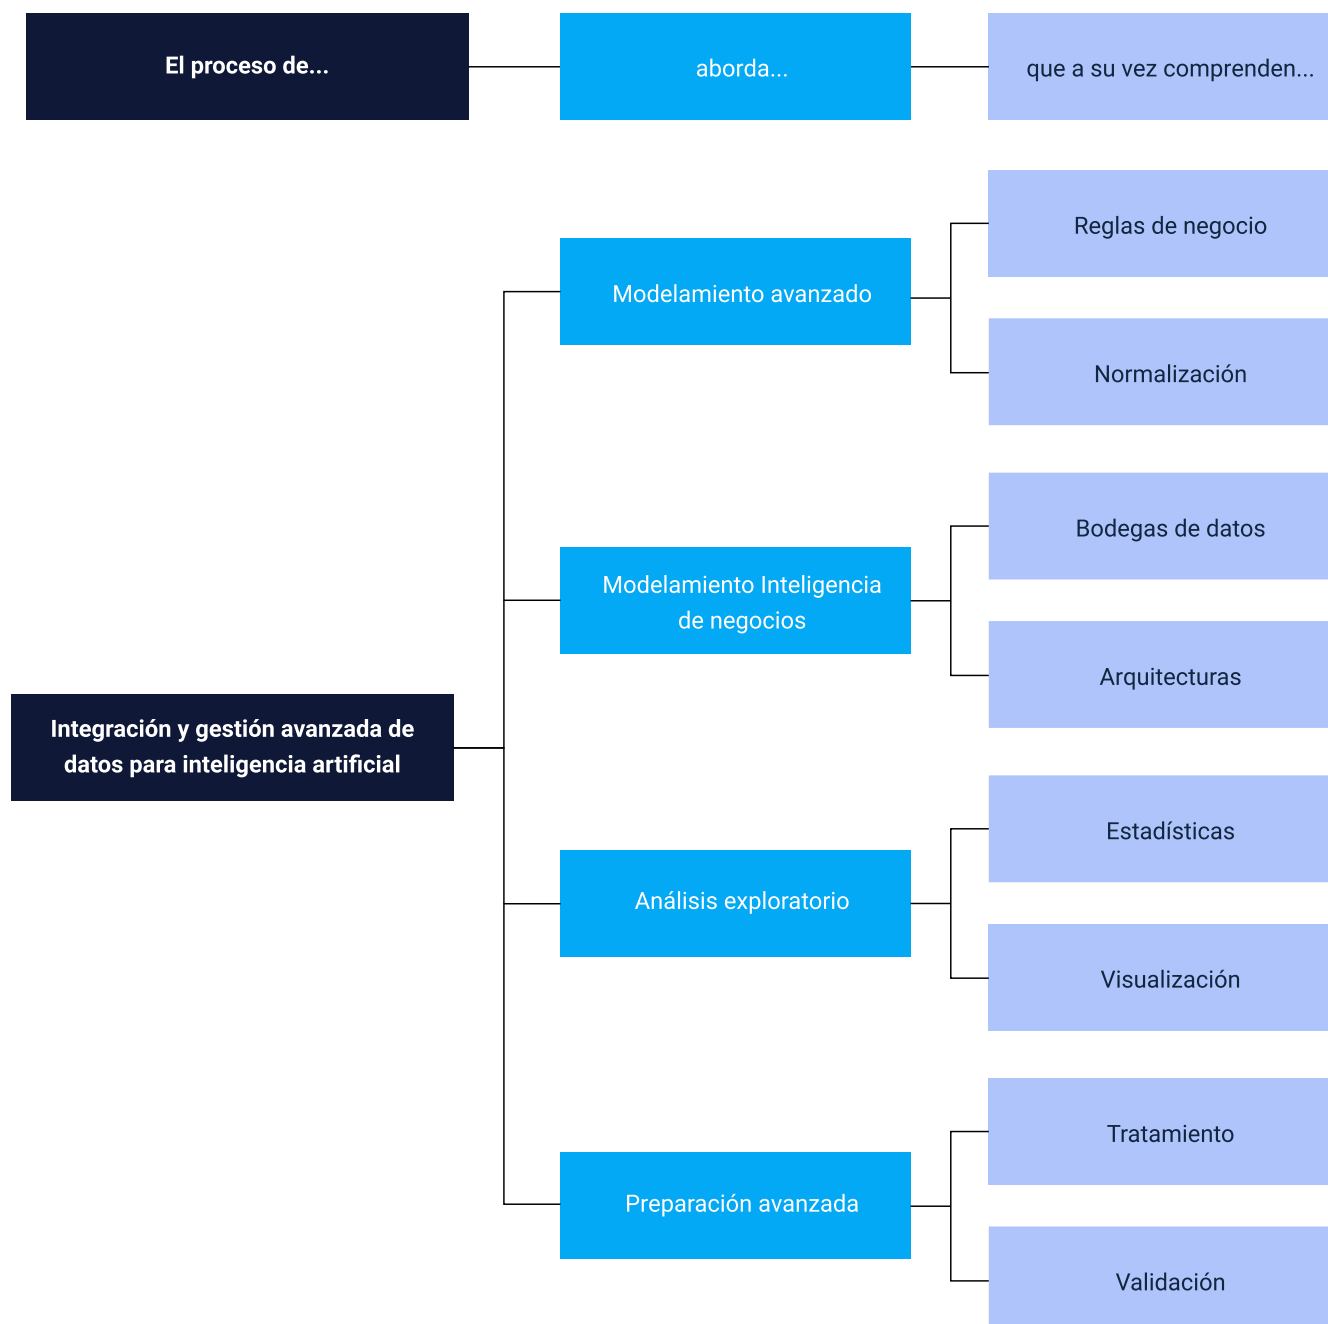 El proceso de...
aborda...
que a su vez comprenden...
Integración y gestión avanzada de
datos para inteligencia artificial
Modelamiento avanzado
Reglas de negocio
Normalización
Modelamiento Inteligencia
de negocios
Bodegas de datos
Arquitecturas
Análisis exploratorio
Estadísticas
Visualización
Preparación avanzada
Tratamiento
Validación